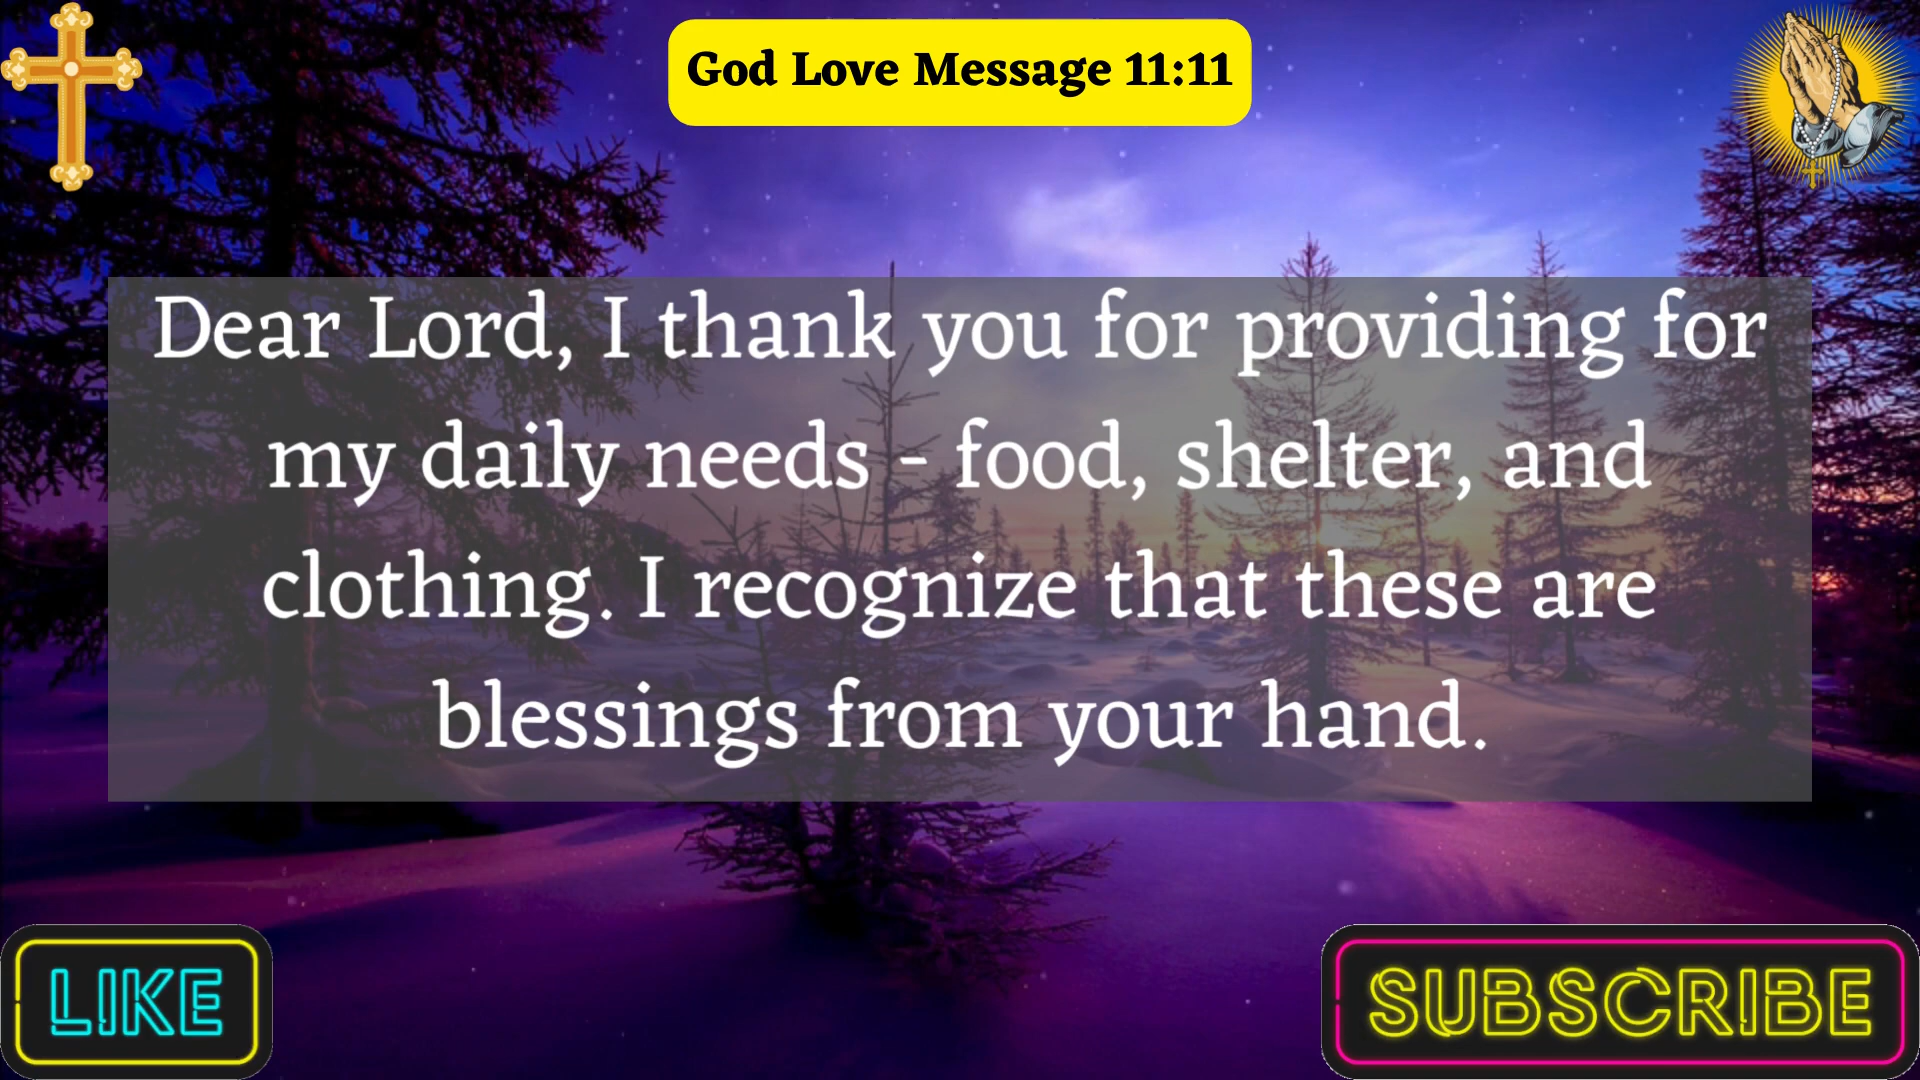 God Love Message 11:11
Dear Lord, I thank you for providing for
my daily needs - food, shelter, and
clothing. I recognize that these are
blessings from your hand.
LIKE
SUBSCRIBE